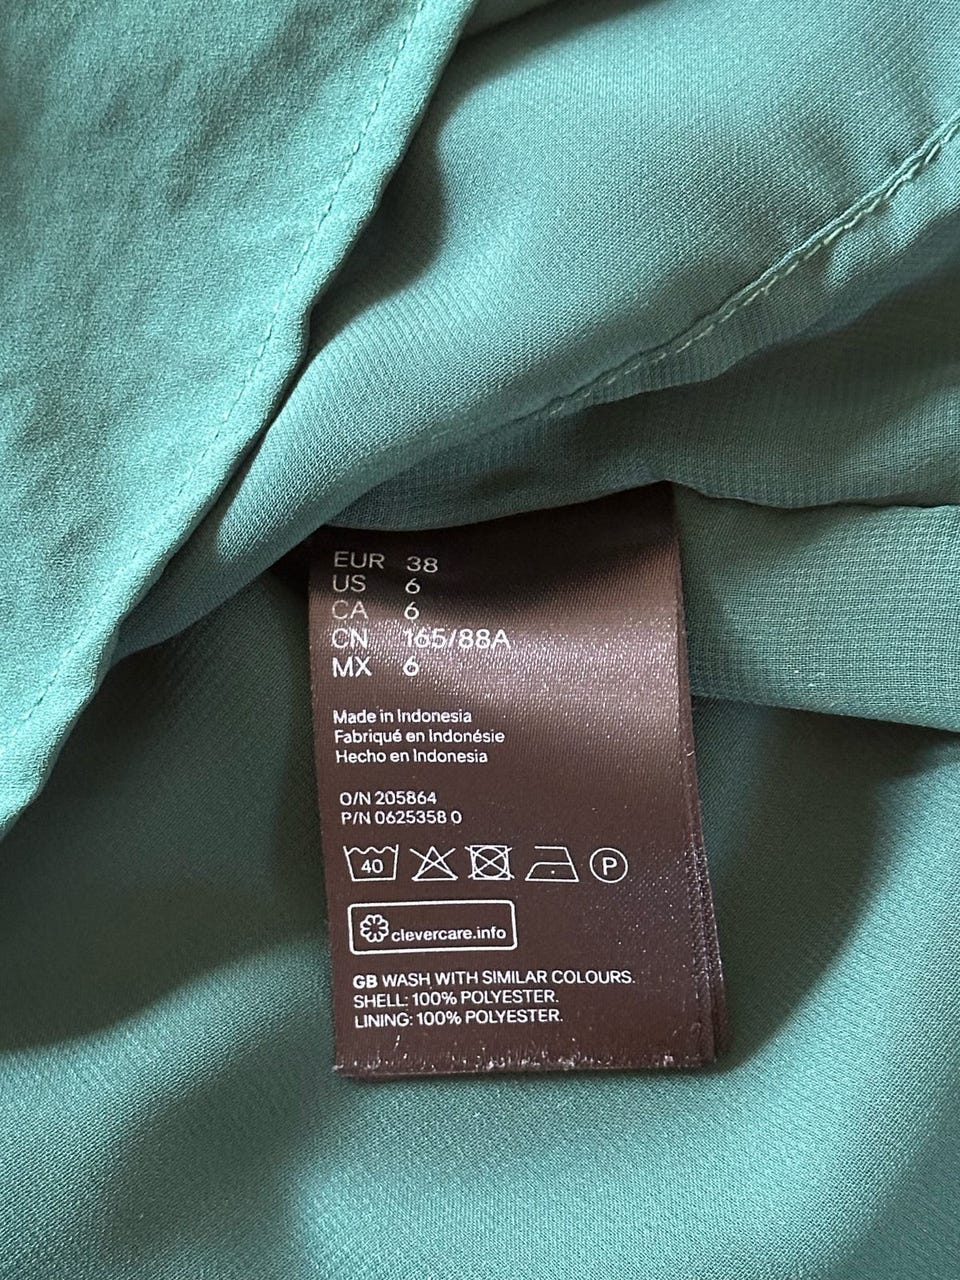 EUR 38
US 6
CA 6
CN 165/88A
MX 6
Made in Indonesia
Fabriqué en Indonésie
Hecho en Indonesia
O/N 205864
P/N 0625358 0
40 P
clevercare.info
GB WASH WITH SIMILAR COLOURS.
SHELL: 100% POLYESTER.
LINING: 100% POLYESTER.